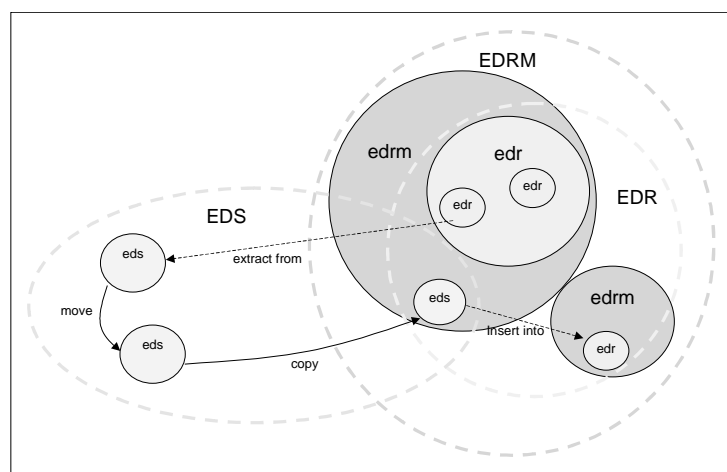 EDRM
edrm
edr
edr
edr
EDR
EDS
eds
extract from
edrm
eds
move
Insert into
edr
eds
copy